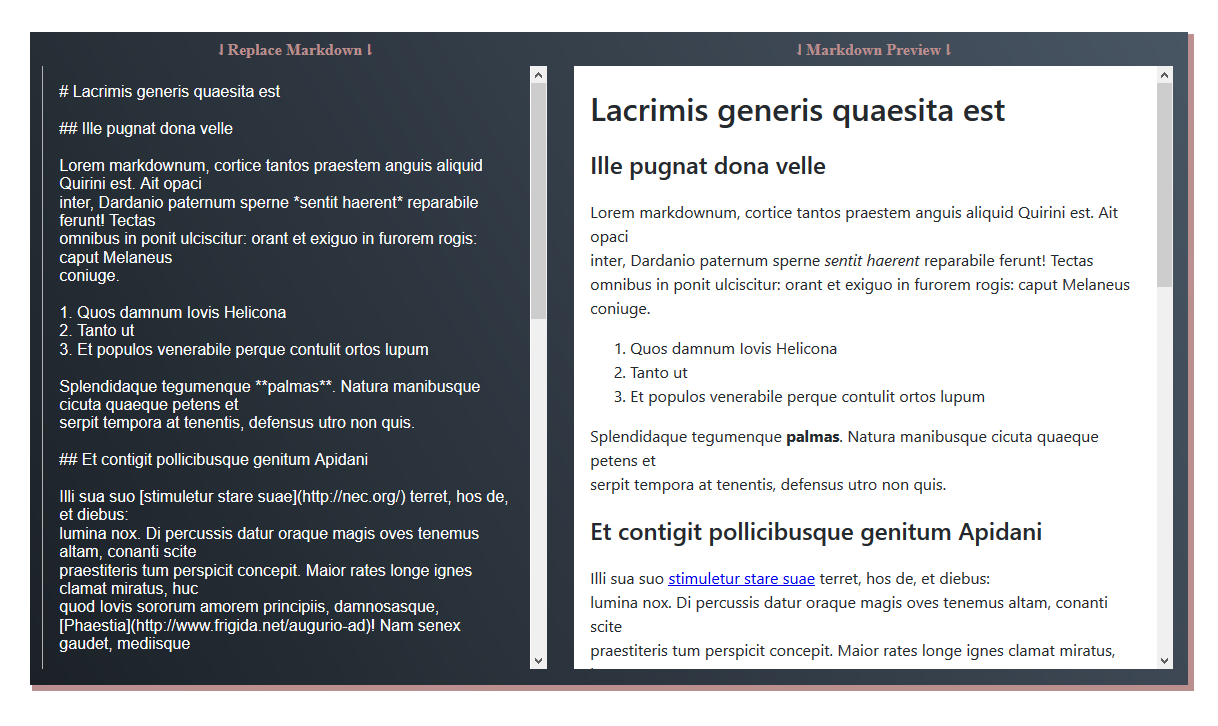 ⇃ Replace Markdown ⇃
# Lacrimis generis quaesita est
## Ille pugnat dona velle
Lorem markdownum, cortice tantos praestem anguis aliquid
Quirini est. Ait opaci
inter, Dardanio paternum sperne *sentit haerent* reparabile
ferunt! Tectas
omnibus in ponit ulciscitur: orant et exiguo in furorem rogis:
caput Melaneus
coniuge.
1. Quos damnum Iovis Helicona
2. Tanto ut
3. Et populos venerabile perque contulit ortos lupum
Splendidaque tegumenque **palmas**. Natura manibusque
cicuta quaeque petens et
serpit tempora at tenentis, defensus utro non quis.
## Et contigit pollicibusque genitum Apidani
Illi sua suo [stimuletur stare suae](http://nec.org/) terret, hos de,
et diebus:
lumina nox. Di percussis datur oraque magis oves tenemus
altam, conanti scite
praestiteris tum perspicit concepit. Maior rates longe ignes
clamat miratus, huc
quod Iovis sororum amorem principiis, damnosasque,
[Phaestia](http://www.frigida.net/augurio-ad)! Nam senex
gaudet, mediisque
⇃ Markdown Preview ⇃
Lacrimis generis quaesita est
Ille pugnat dona velle
Lorem markdownum, cortice tantos praestem anguis aliquid Quirini est. Ait
opaci
inter, Dardanio paternum sperne sentit haerent reparabile ferunt! Tectas
omnibus in ponit ulciscitur: orant et exiguo in furorem rogis: caput Melaneus
coniuge.
1. Quos damnum Iovis Helicona
2. Tanto ut
3. Et populos venerabile perque contulit ortos lupum
Splendidaque tegumenque palmas. Natura manibusque cicuta quaeque
petens et
serpit tempora at tenentis, defensus utro non quis.
Et contigit pollicibusque genitum Apidani
Illi sua suo stimuletur stare suae terret, hos de, et diebus:
lumina nox. Di percussis datur oraque magis oves tenemus altam, conanti
scite
praestiteris tum perspicit concepit. Maior rates longe ignes clamat miratus,